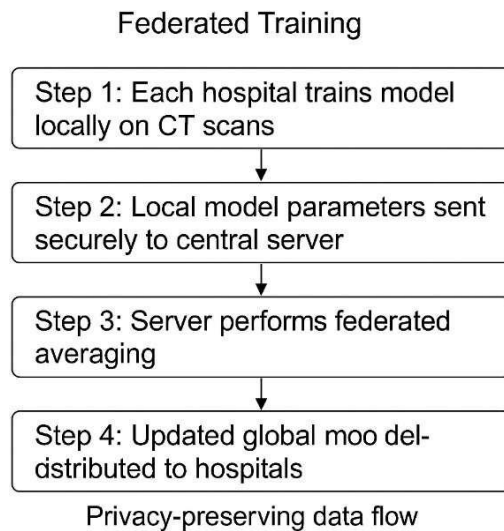 Federated Training
Step 1: Each hospital trains model
locally on CT scans
Step 2: Local model parameters sent
securely to central server
Step 3: Server performs federated
averaging
Step 4: Updated global moo del-
distributed to hospitals
Privacy-preserving data flow